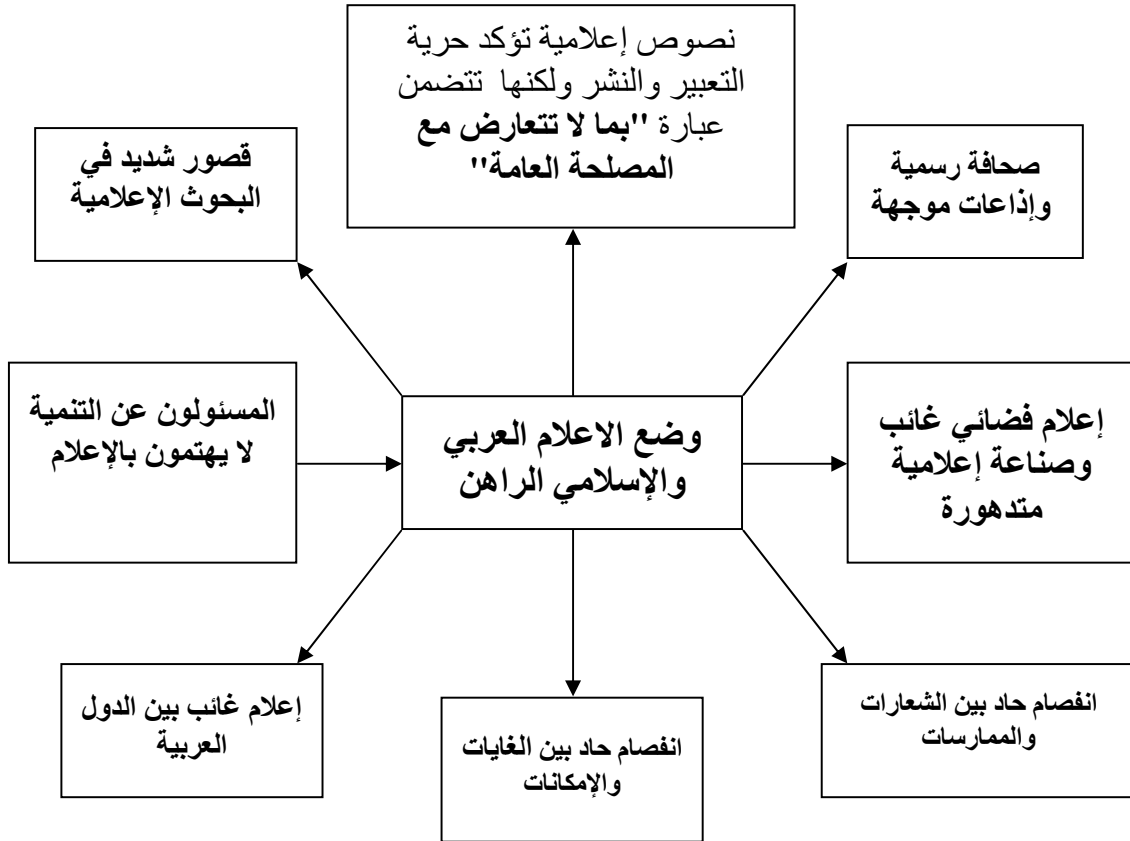 نصوص إعلامية تؤكد حرية
التعبير والنشر ولكنها تتضمن
عبارة "بما لا تتعارض مع
المصلحة العامة"
صحافة رسمية
وإذاعات موجهة
قصور شديد في
البحوث الإعلامية
إعلام فضائي غائب
وصناعة إعلامية
متدهورة
وضع الاعلام العربي
والإسلامي الراهن
المسئولون عن التنمية
لا يهتمون بالإعلام
انفصام حاد بين الشعارات
والممارسات
انفصام حاد بين الغايات
والإمكانات
إعلام غائب بين الدول
العربية